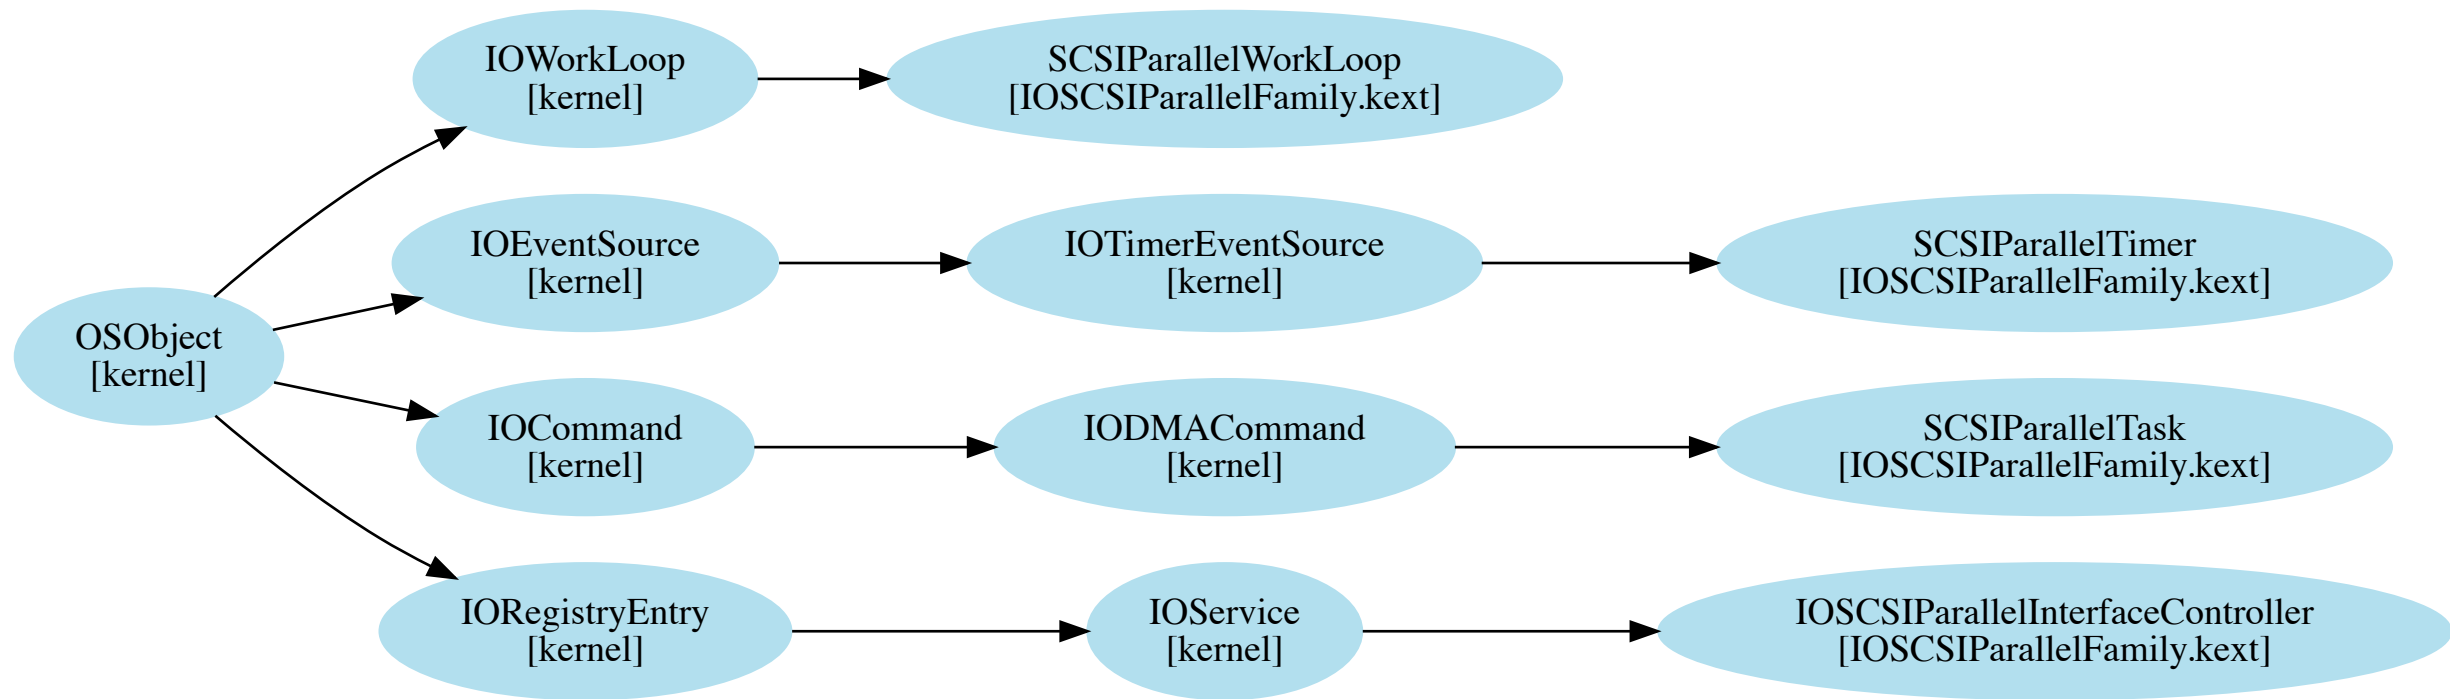 IOWorkLoop
[kernel]
SCSIParallelWorkLoop
[IOSCSIParallelFamily.kext]
IOEventSource
[kernel]
IOTimerEventSource
[kernel]
SCSIParallelTimer
[IOSCSIParallelFamily.kext]
OSObject
[kernel]
IOCommand
[kernel]
IODMACommand
[kernel]
SCSIParallelTask
[IOSCSIParallelFamily.kext]
IORegistryEntry
[kernel]
IOService
[kernel]
IOSCSIParallelInterfaceController
[IOSCSIParallelFamily.kext]